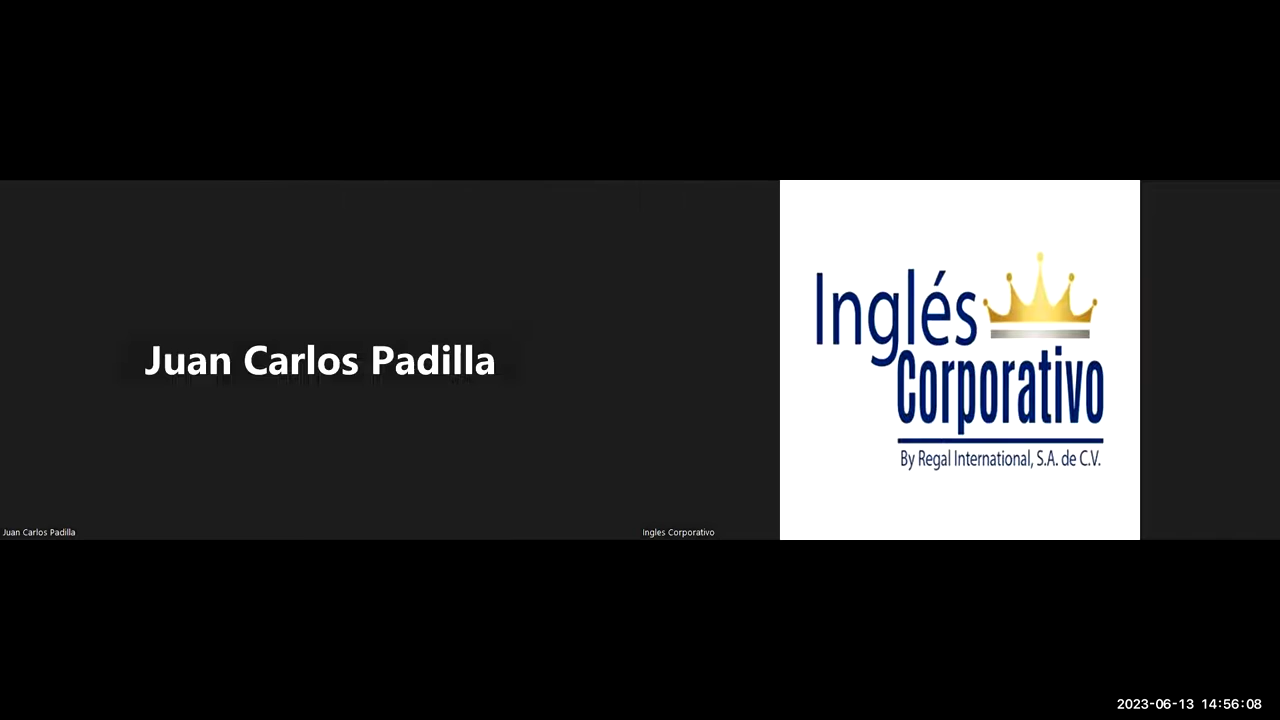 Juan Carlos Padilla
Inglés
Corporativo
By Regal International, S.A. de C.V.
Juan Carlos Padilla
Ingles Corporativo
2023-06-13 14:56:08